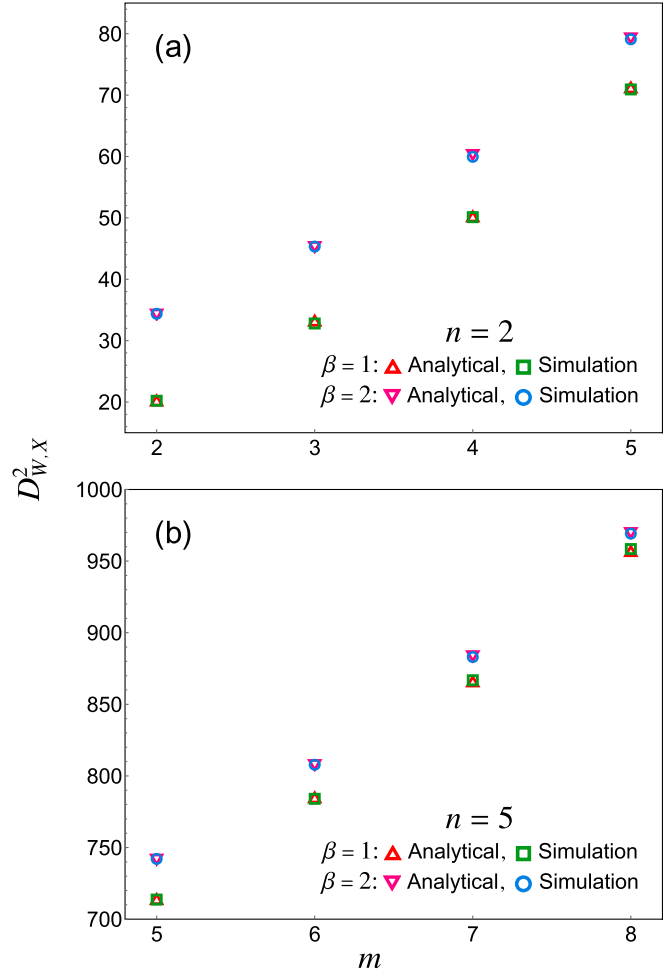 (a)
80
70
60
50
40
30
20
n = 2
β = 1: Analytical, Simulation
β = 2: Analytical, Simulation
2 3 4 5
D²W,X
(b)
1000
950
900
850
800
750
700
n = 5
β = 1: Analytical, Simulation
β = 2: Analytical, Simulation
5 6 7 8
m